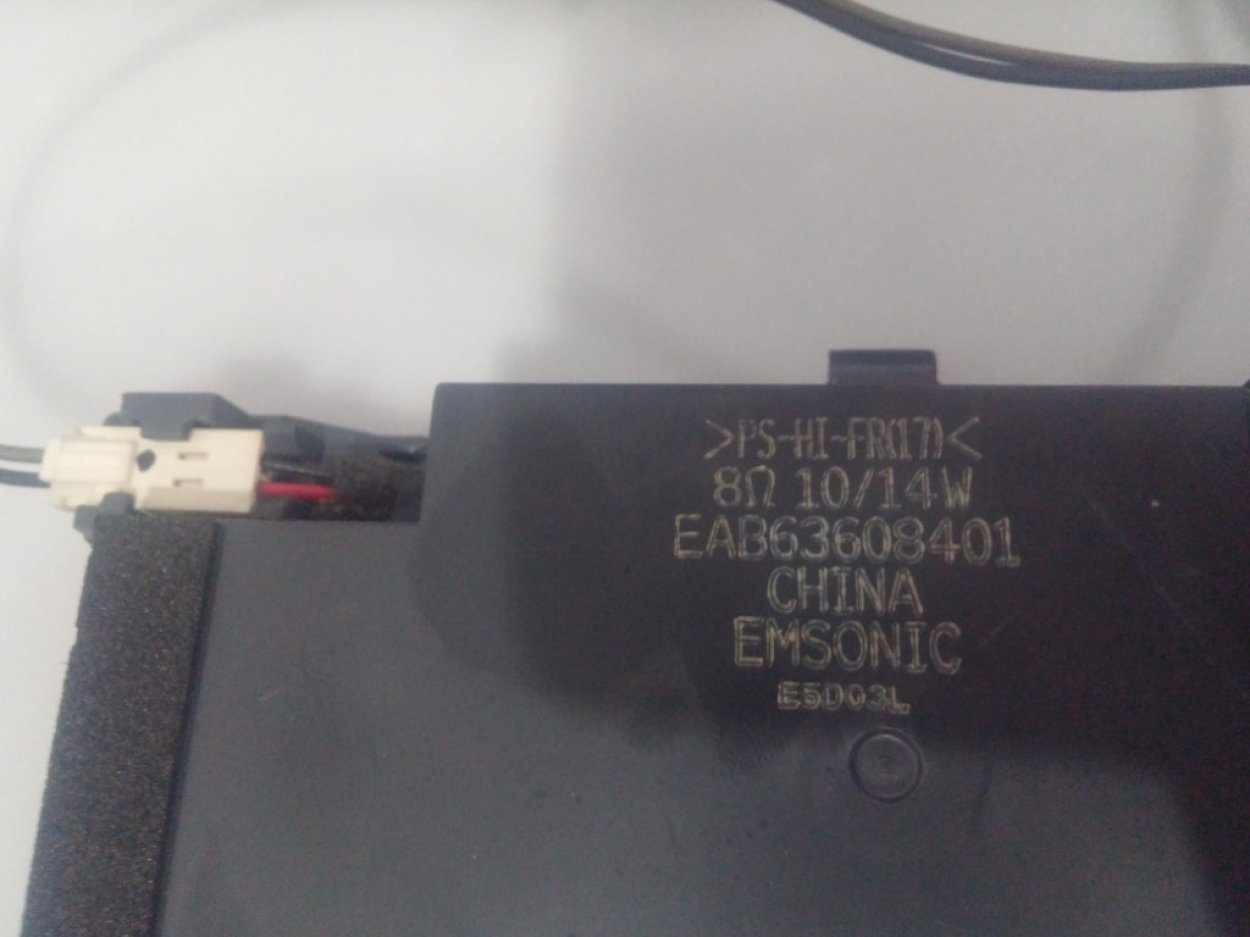 >PS-HI-FR(17)<
8Ω 10/14W
EAB63608401
CHINA
EMSONIC
E5D03L